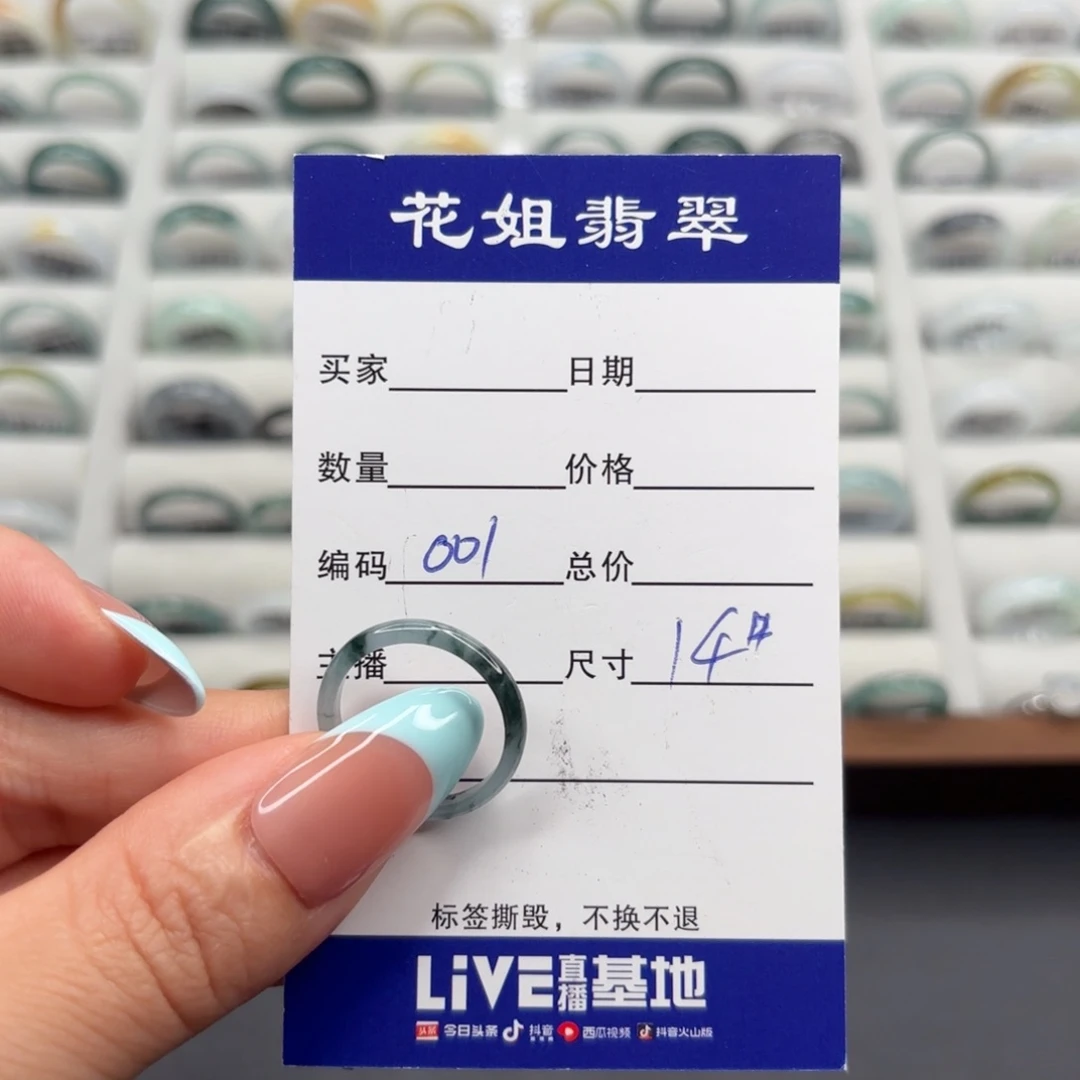 花姐翡翠
买家 日期
数量 价格
编码 001 总价
主播 尺寸 14#
标签撕毁，不换不退
LiVE直播基地
头条 今日头条 抖音 西瓜视频 抖音火山版